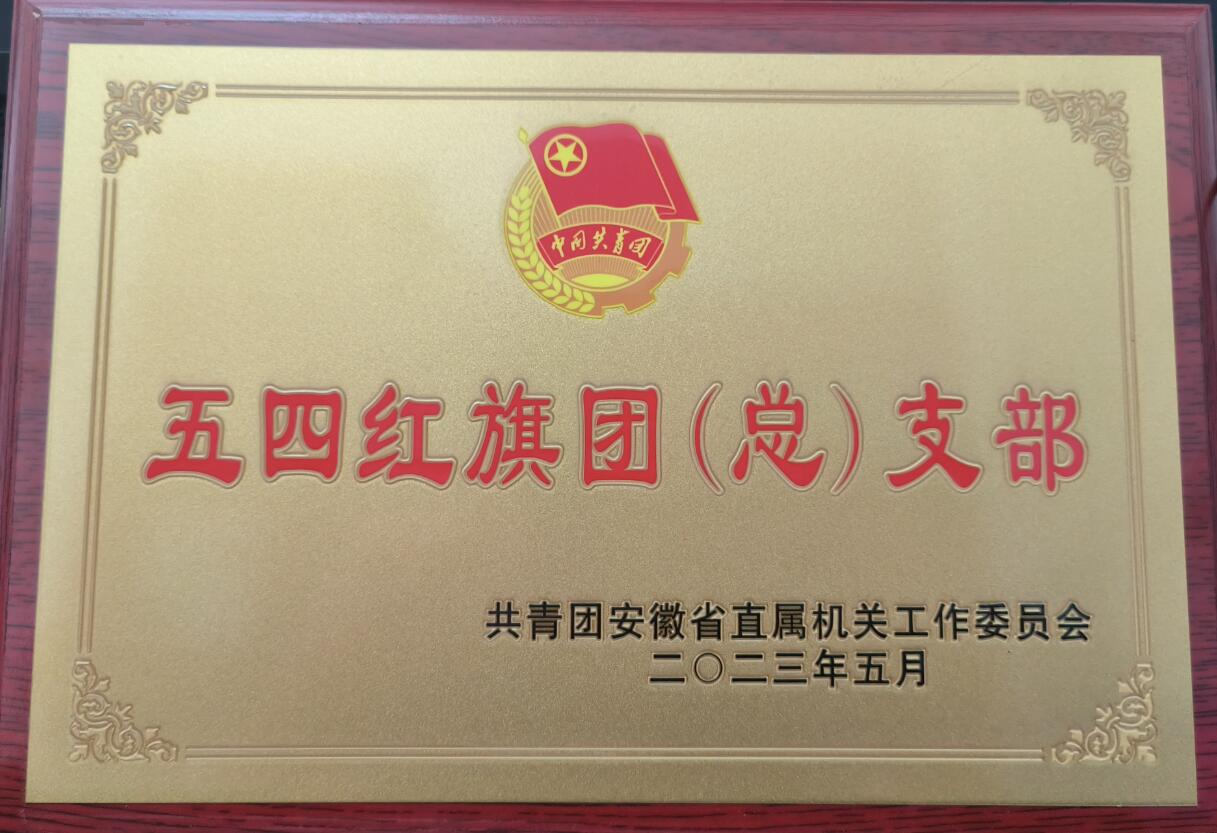 中国共青团
五四红旗团(总)支部
共青团安徽省直属机关工作委员会
二〇二三年五月